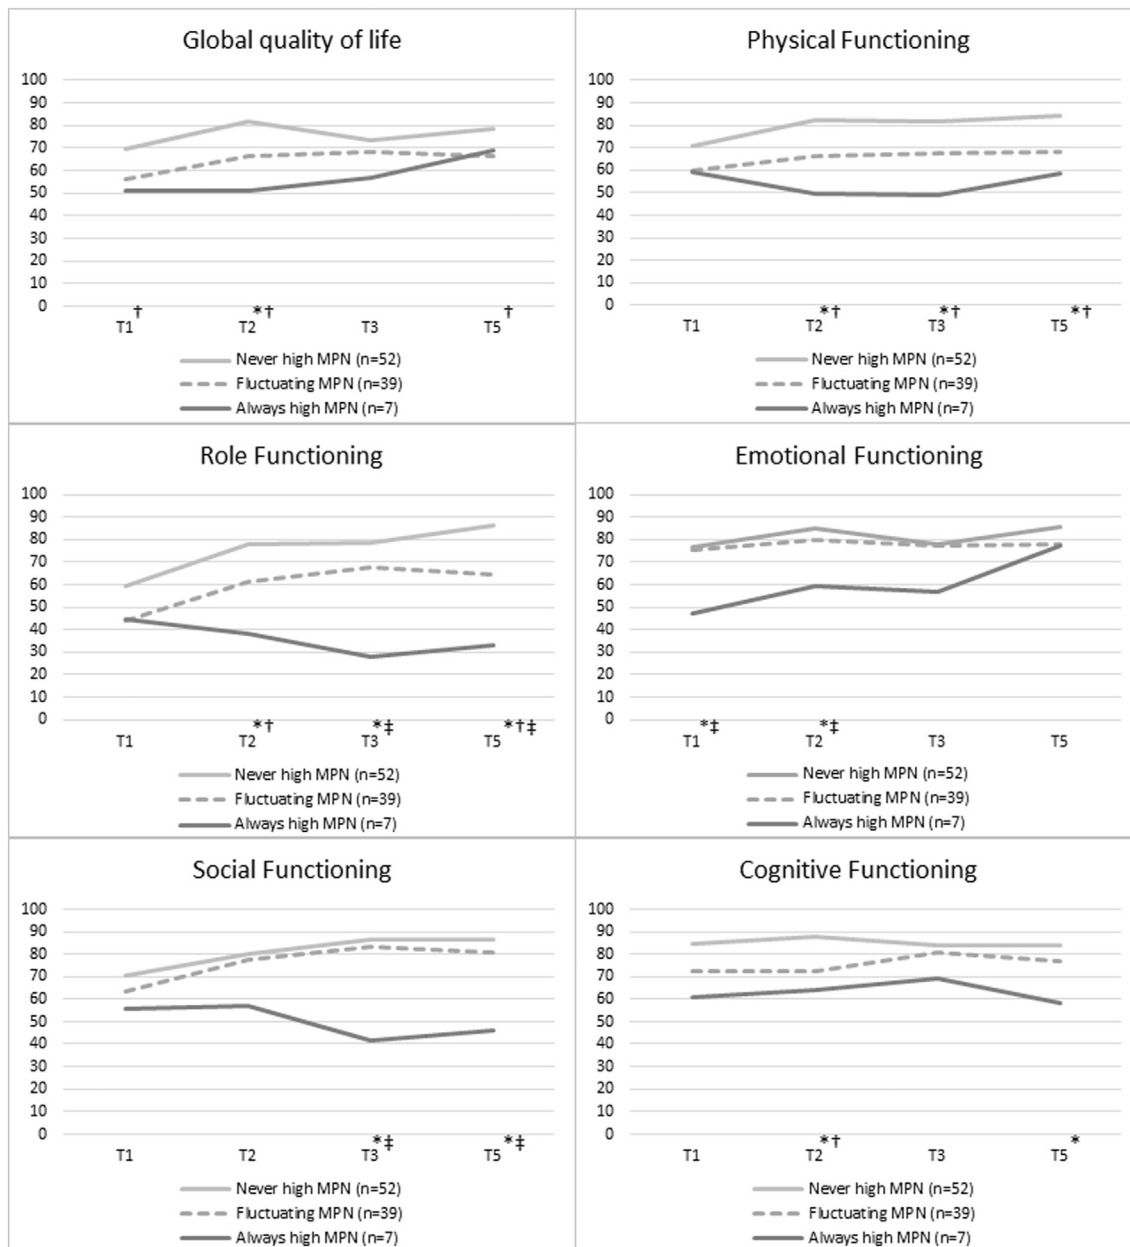 Global quality of life
100
90
80
70
60
50
40
30
20
10
0
T1† T2*† T3 T5†
Never high MPN (n=52)
Fluctuating MPN (n=39)
Always high MPN (n=7)
Physical Functioning
100
90
80
70
60
50
40
30
20
10
0
T1 T2*† T3*† T5*†
Never high MPN (n=52)
Fluctuating MPN (n=39)
Always high MPN (n=7)
Role Functioning
100
90
80
70
60
50
40
30
20
10
0
T1 T2*† T3*‡ T5*†‡
Never high MPN (n=52)
Fluctuating MPN (n=39)
Always high MPN (n=7)
Emotional Functioning
100
90
80
70
60
50
40
30
20
10
0
T1*‡ T2*‡ T3 T5
Never high MPN (n=52)
Fluctuating MPN (n=39)
Always high MPN (n=7)
Social Functioning
100
90
80
70
60
50
40
30
20
10
0
T1 T2 T3*‡ T5*‡
Never high MPN (n=52)
Fluctuating MPN (n=39)
Always high MPN (n=7)
Cognitive Functioning
100
90
80
70
60
50
40
30
20
10
0
T1 T2*† T3 T5*
Never high MPN (n=52)
Fluctuating MPN (n=39)
Always high MPN (n=7)